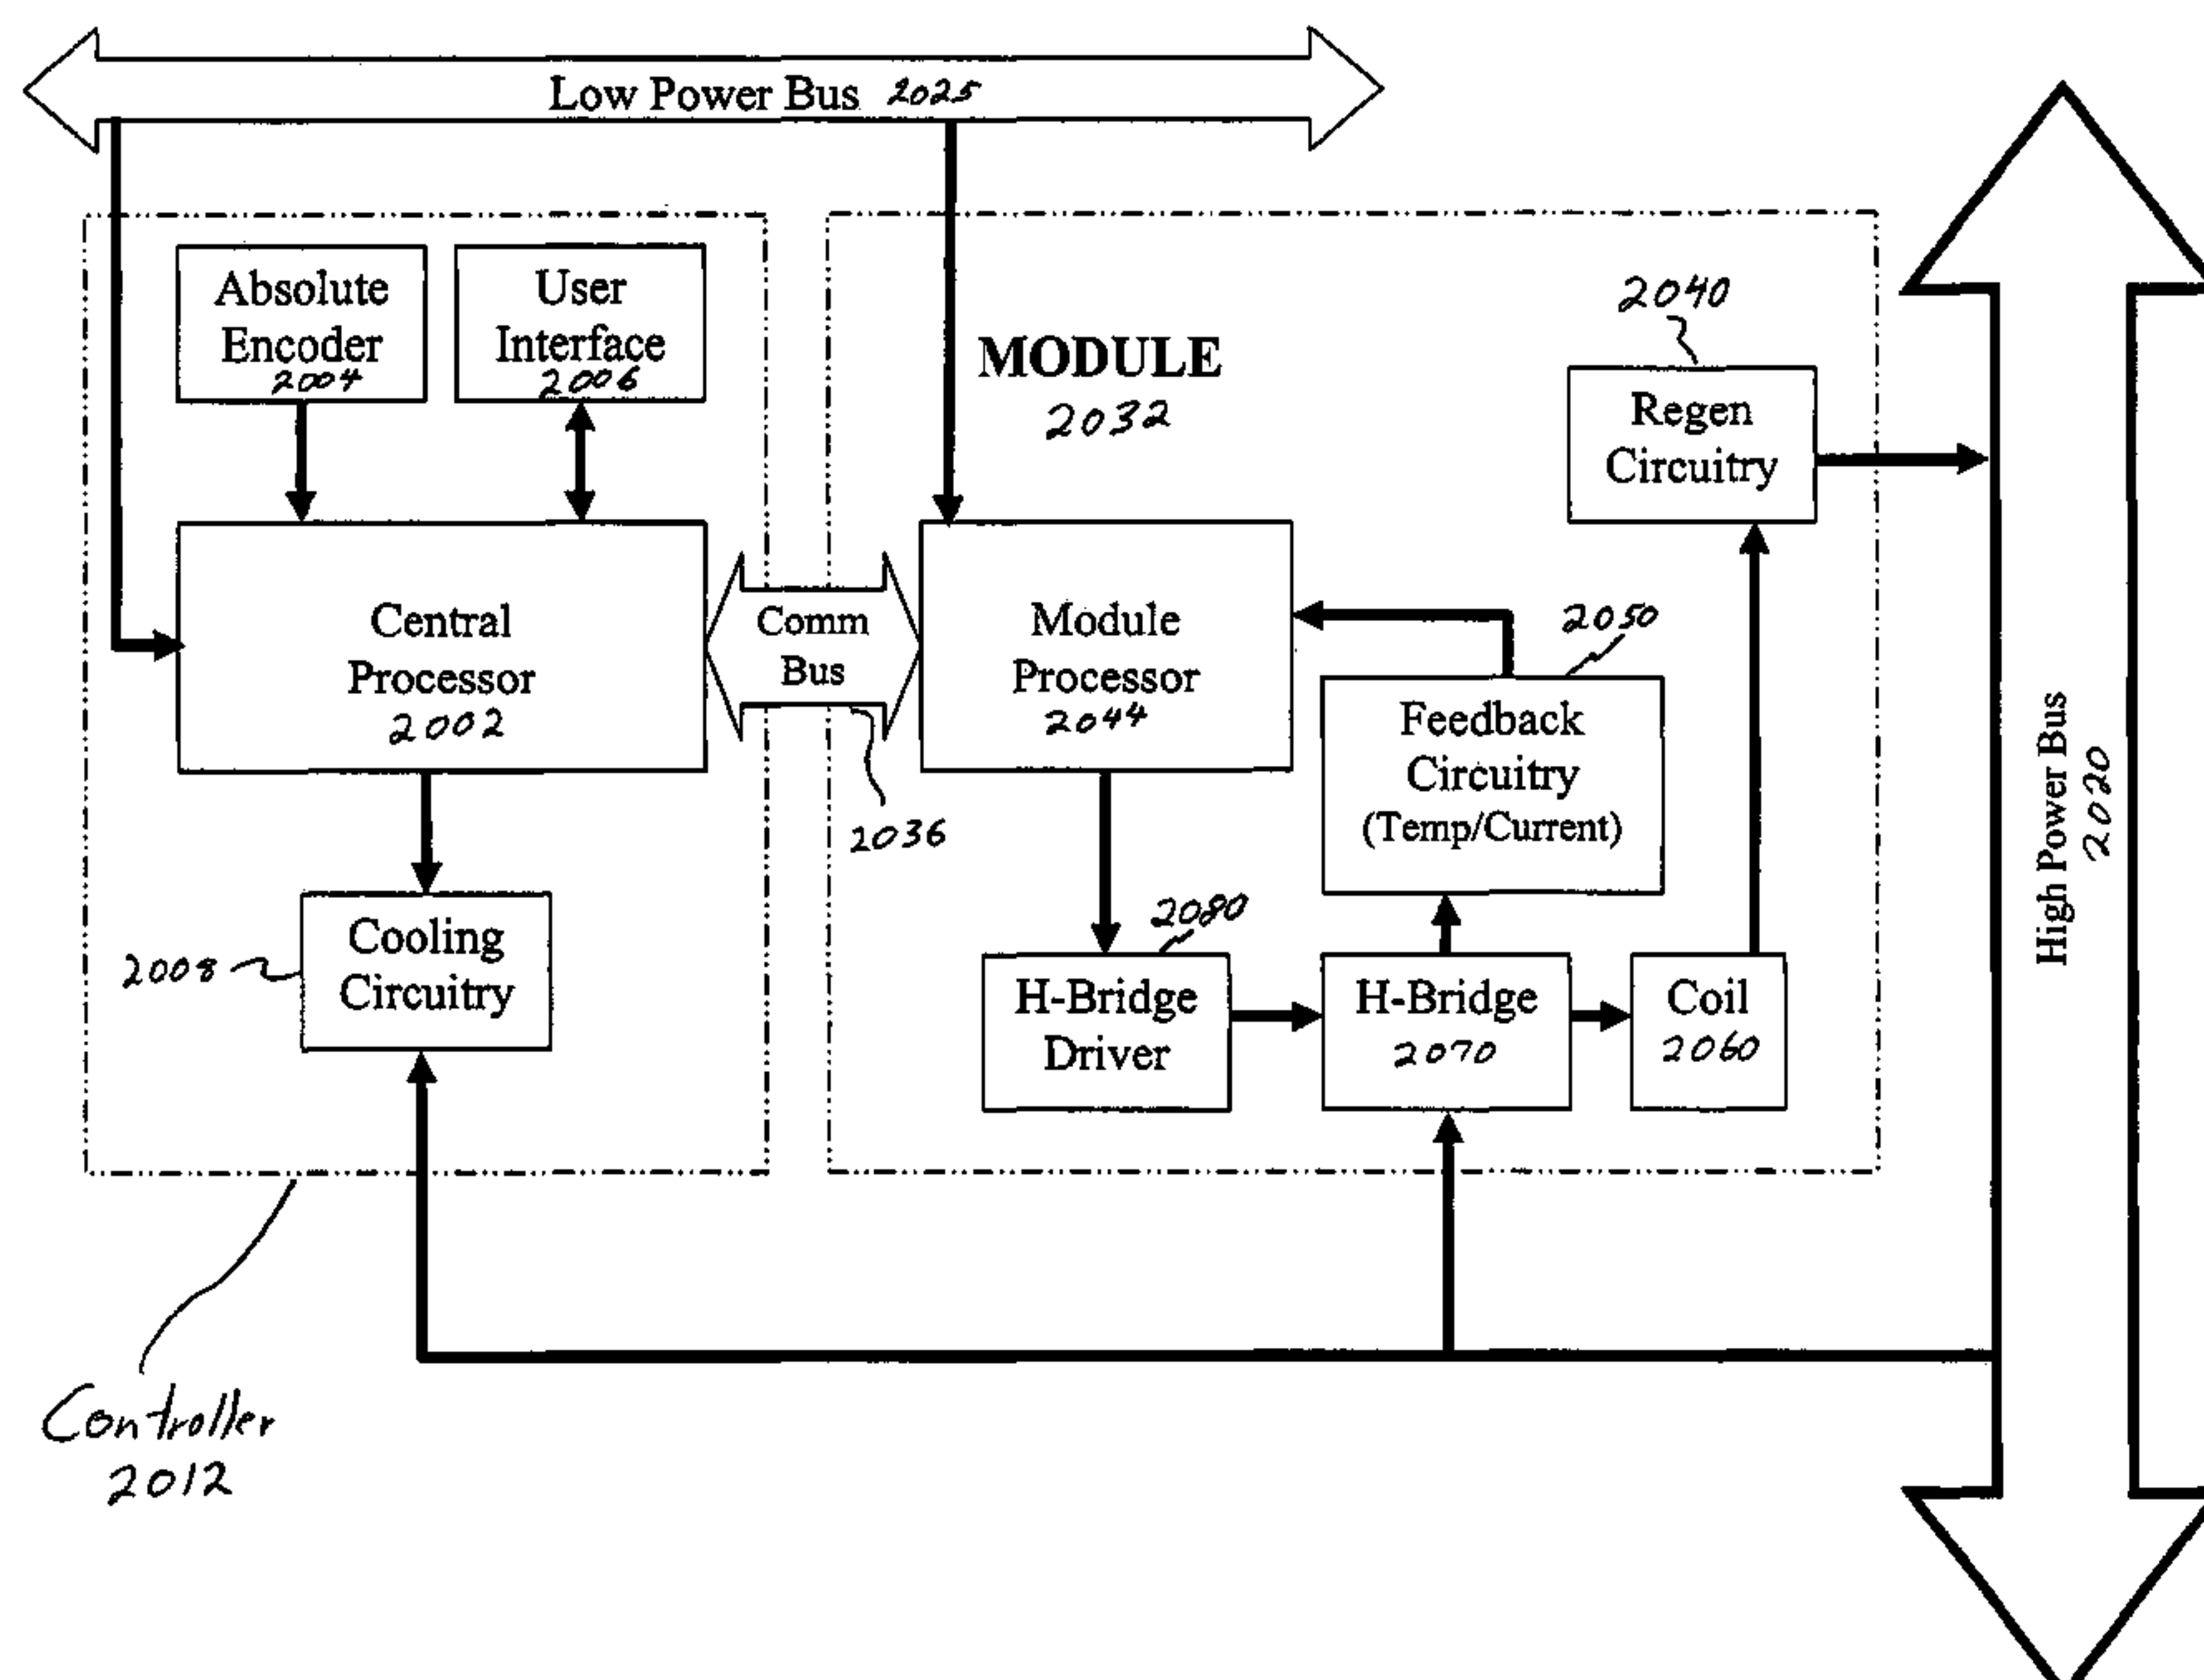 Low Power Bus 2025
Absolute
Encoder
2004
User
Interface
2006
MODULE
2032
2040
Regen
Circuitry
Central
Processor
2002
Comm
Bus
2036
Module
Processor
2044
2050
Feedback
Circuitry
(Temp/Current)
High Power Bus
2020
2008
Cooling
Circuitry
2080
H-Bridge
Driver
H-Bridge
2070
Coil
2060
Controller
2012